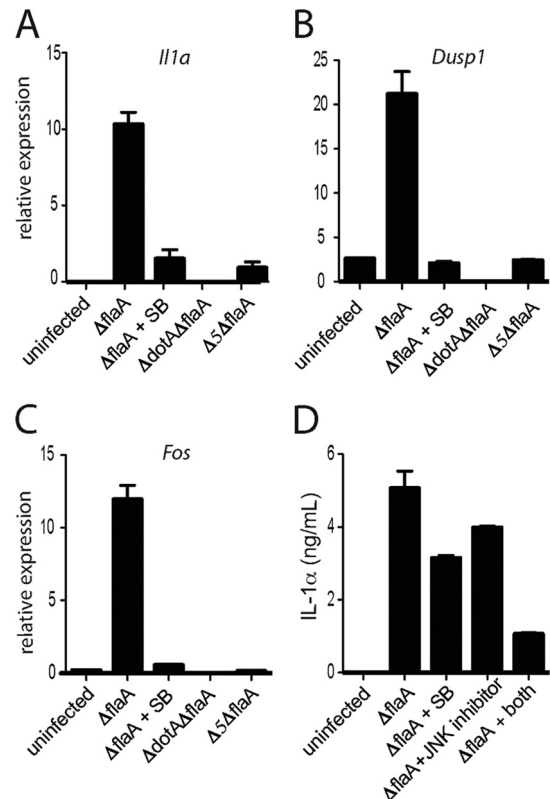 A
Il1a
relative expression
15
10
5
0
uninfected
ΔflaA
ΔflaA + SB
ΔdotAΔflaA
Δ5ΔflaA
B
Dusp1
25
20
15
10
5
0
uninfected
ΔflaA
ΔflaA + SB
ΔdotAΔflaA
Δ5ΔflaA
C
Fos
relative expression
15
10
5
0
uninfected
ΔflaA
ΔflaA + SB
ΔdotAΔflaA
Δ5ΔflaA
D
IL-1α (ng/mL)
6
4
2
0
uninfected
ΔflaA
ΔflaA + SB
ΔflaA+JNK inhibitor
ΔflaA + both